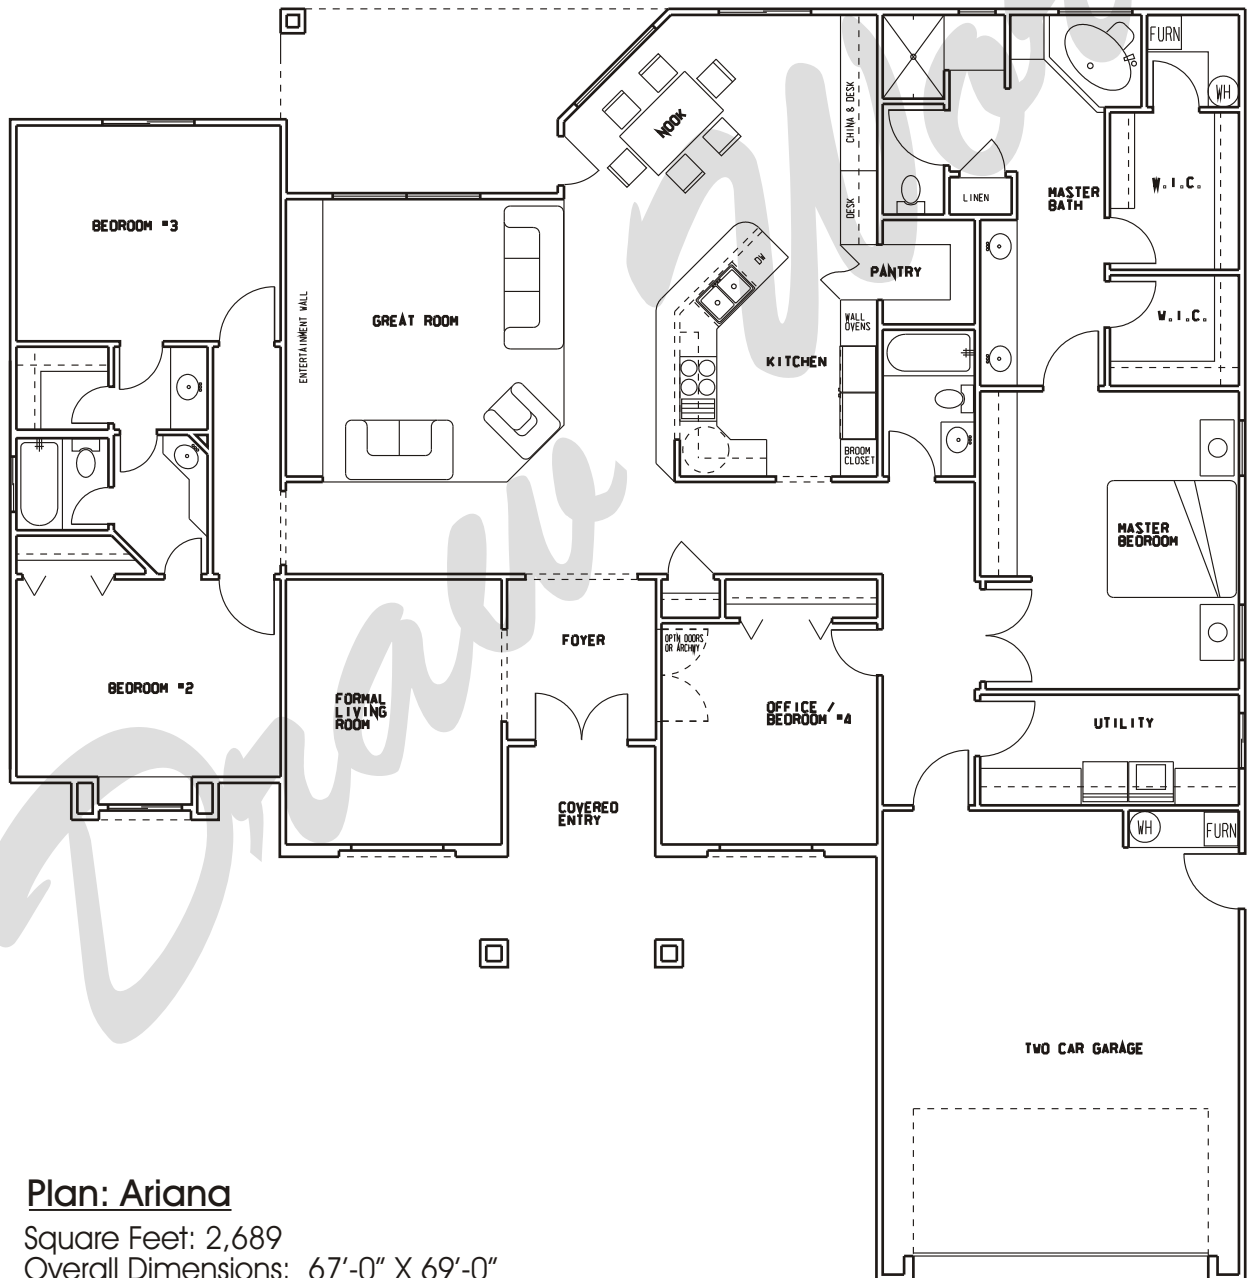 FURN
WH
NOOK
CHINA & DESK
DESK
LINEN
MASTER
BATH
W.I.C.
BEDROOM #3
DW
PANTRY
ENTERTAINMENT WALL
GREAT ROOM
WALL
OVENS
W.I.C.
KITCHEN
BROOM
CLOSET
MASTER
BEDROOM
FOYER
OPTN DOORS
OR ARCHWY
BEDROOM #2
FORMAL
LIVING
ROOM
OFFICE /
BEDROOM #4
UTILITY
COVERED
ENTRY
WH
FURN
TWO CAR GARAGE
Draw
Plan: Ariana
Square Feet: 2,689
Overall Dimensions: 67'-0" X 69'-0"